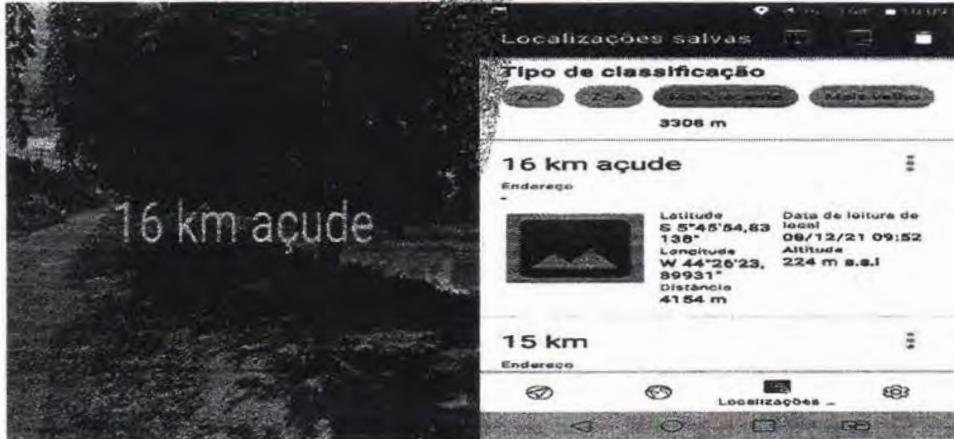 16 km açude
Localizações salvas
Tipo de classificação
A-Z Z-A Mais recente Mais velho
3308 m
16 km açude
Endereço
-
Latitude
S 5°45'54,83
138"
Longitude
W 44°26'23,
89931"
Distância
4154 m
Data de leitura de
local
08/12/21 09:52
Altitude
224 m s.s.l
15 km
Endereço
Localizações ..